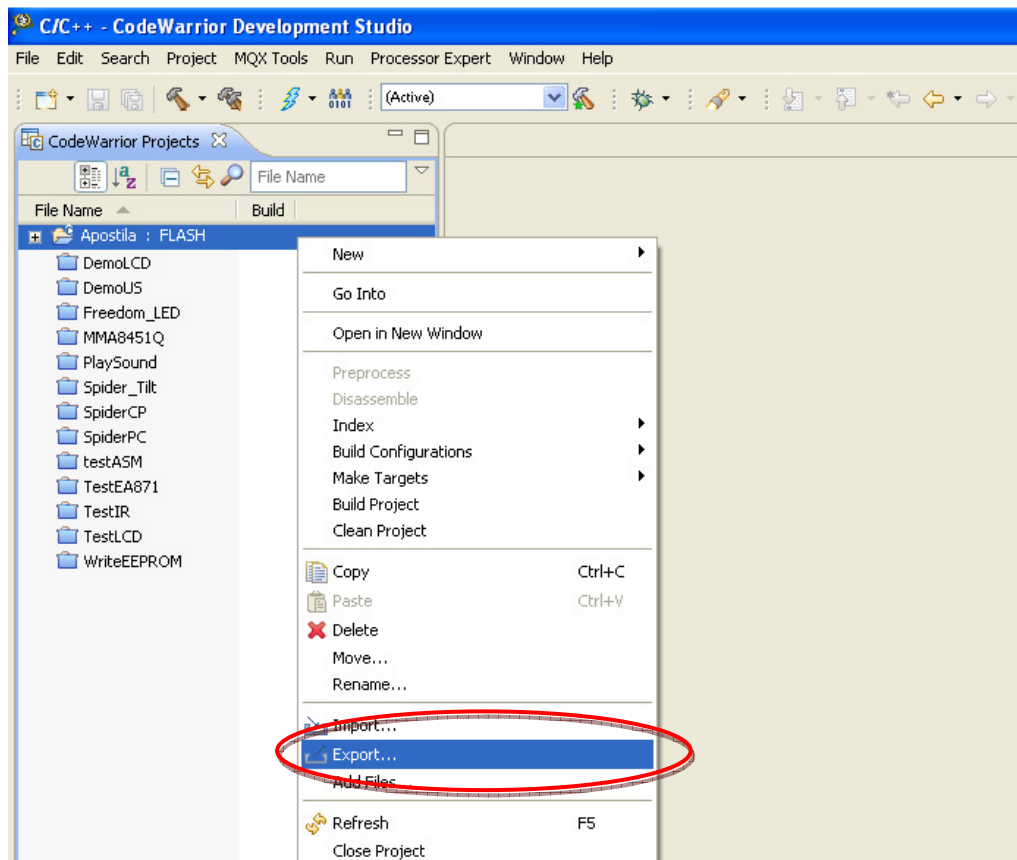 C/C++ - CodeWarrior Development Studio
File Edit Search Project MQX Tools Run Processor Expert Window Help
0101 (Active)
CodeWarrior Projects
a z File Name
File Name Build
Apostila : FLASH
DemoLCD
DemoUS
Freedom_LED
MMA8451Q
PlaySound
Spider_Tilt
SpiderCP
SpiderPC
testASM
TestEA871
TestIR
TestLCD
WriteEEPROM
New
Go Into
Open in New Window
Preprocess
Disassemble
Index
Build Configurations
Make Targets
Build Project
Clean Project
Copy Ctrl+C
Paste Ctrl+V
Delete
Move...
Rename...
Import...
Export...
Add Files...
Refresh F5
Close Project